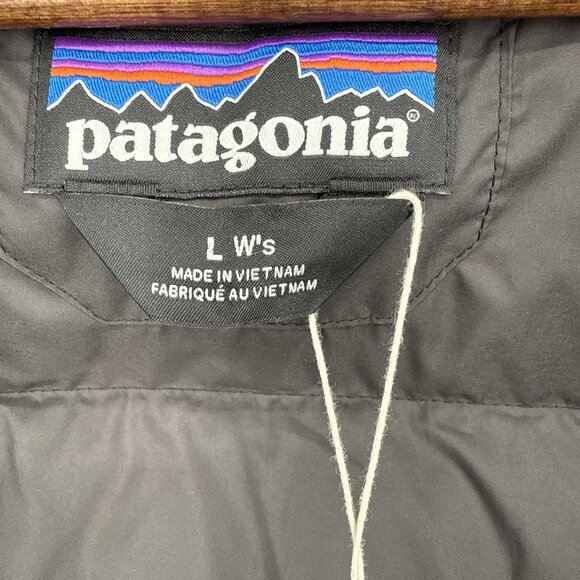 patagonia®
L W's
MADE IN VIETNAM
FABRIQUÉ AU VIETNAM